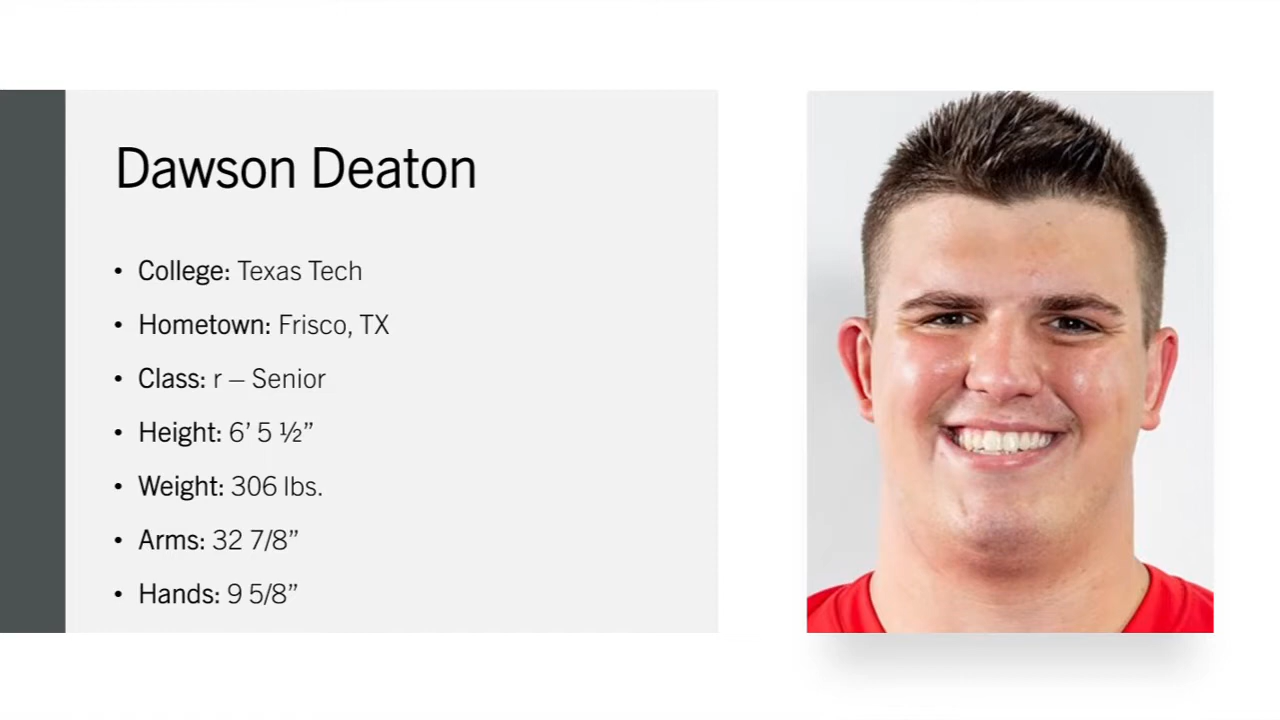 Dawson Deaton
• College: Texas Tech
• Hometown: Frisco, TX
• Class: r – Senior
• Height: 6’ 5 ½”
• Weight: 306 lbs.
• Arms: 32 7/8”
• Hands: 9 5/8”